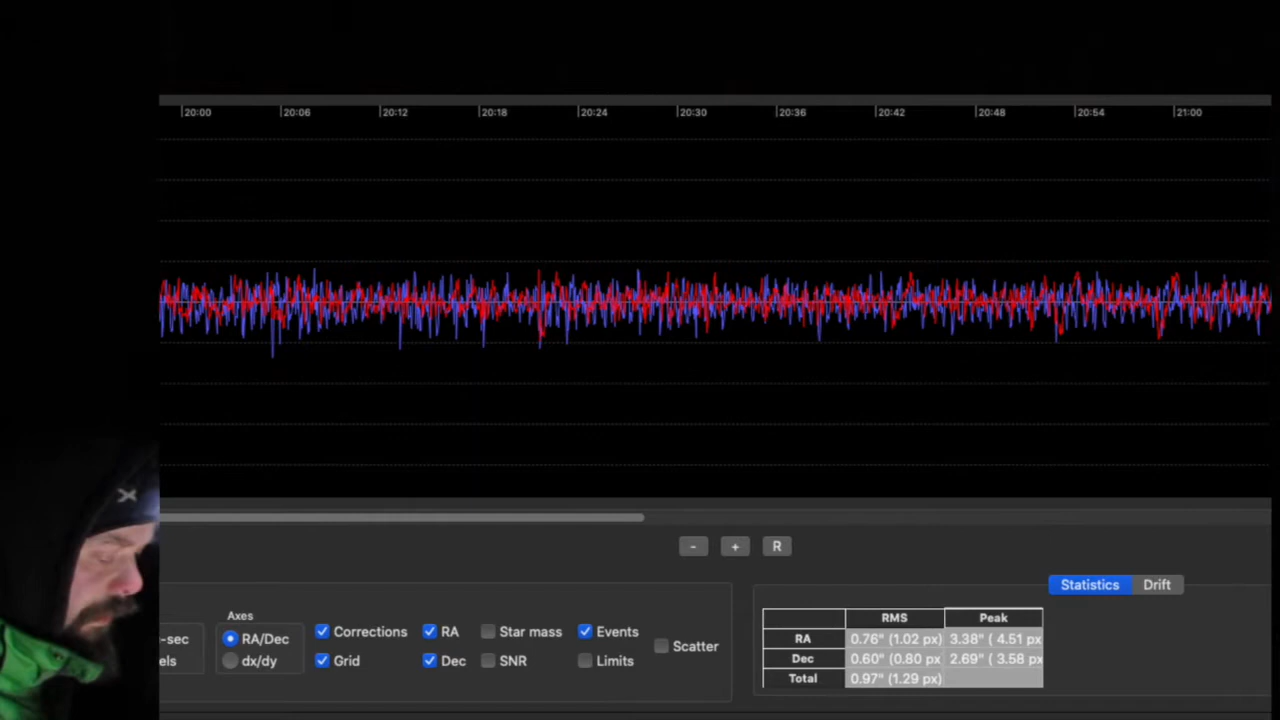 20:00 20:06 20:12 20:18 20:24 20:30 20:36 20:42 20:48 20:54 21:00
- + R
Statistics Drift
Axes
-sec RA/Dec Corrections RA Star mass Events Scatter
els dx/dy Grid Dec SNR Limits
RMS Peak
RA 0.76" (1.02 px) 3.38" ( 4.51 px
Dec 0.60" (0.80 px 2.69" ( 3.58 px
Total 0.97" (1.29 px)